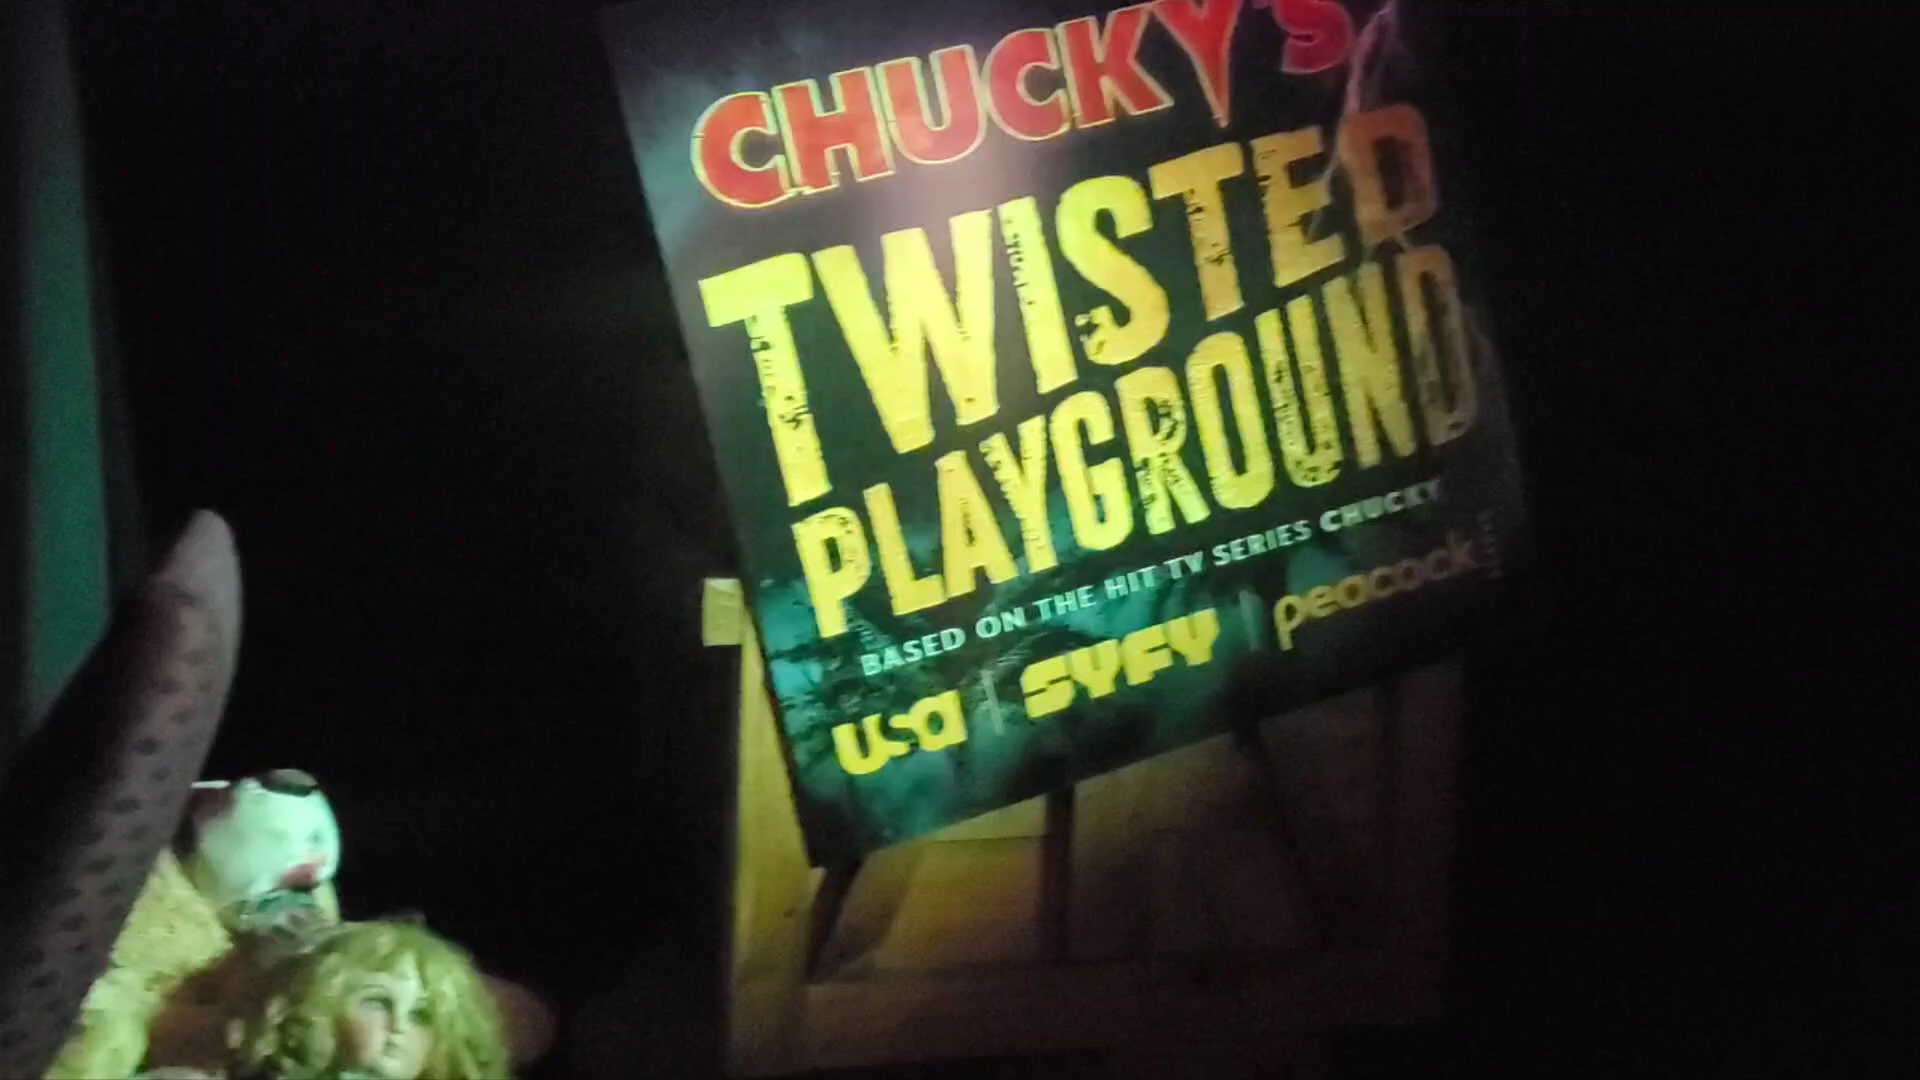 CHUCKY'S
TWISTED
PLAYGROUND
BASED ON THE HIT TV SERIES CHUCKY
usa | SYFY | peacock